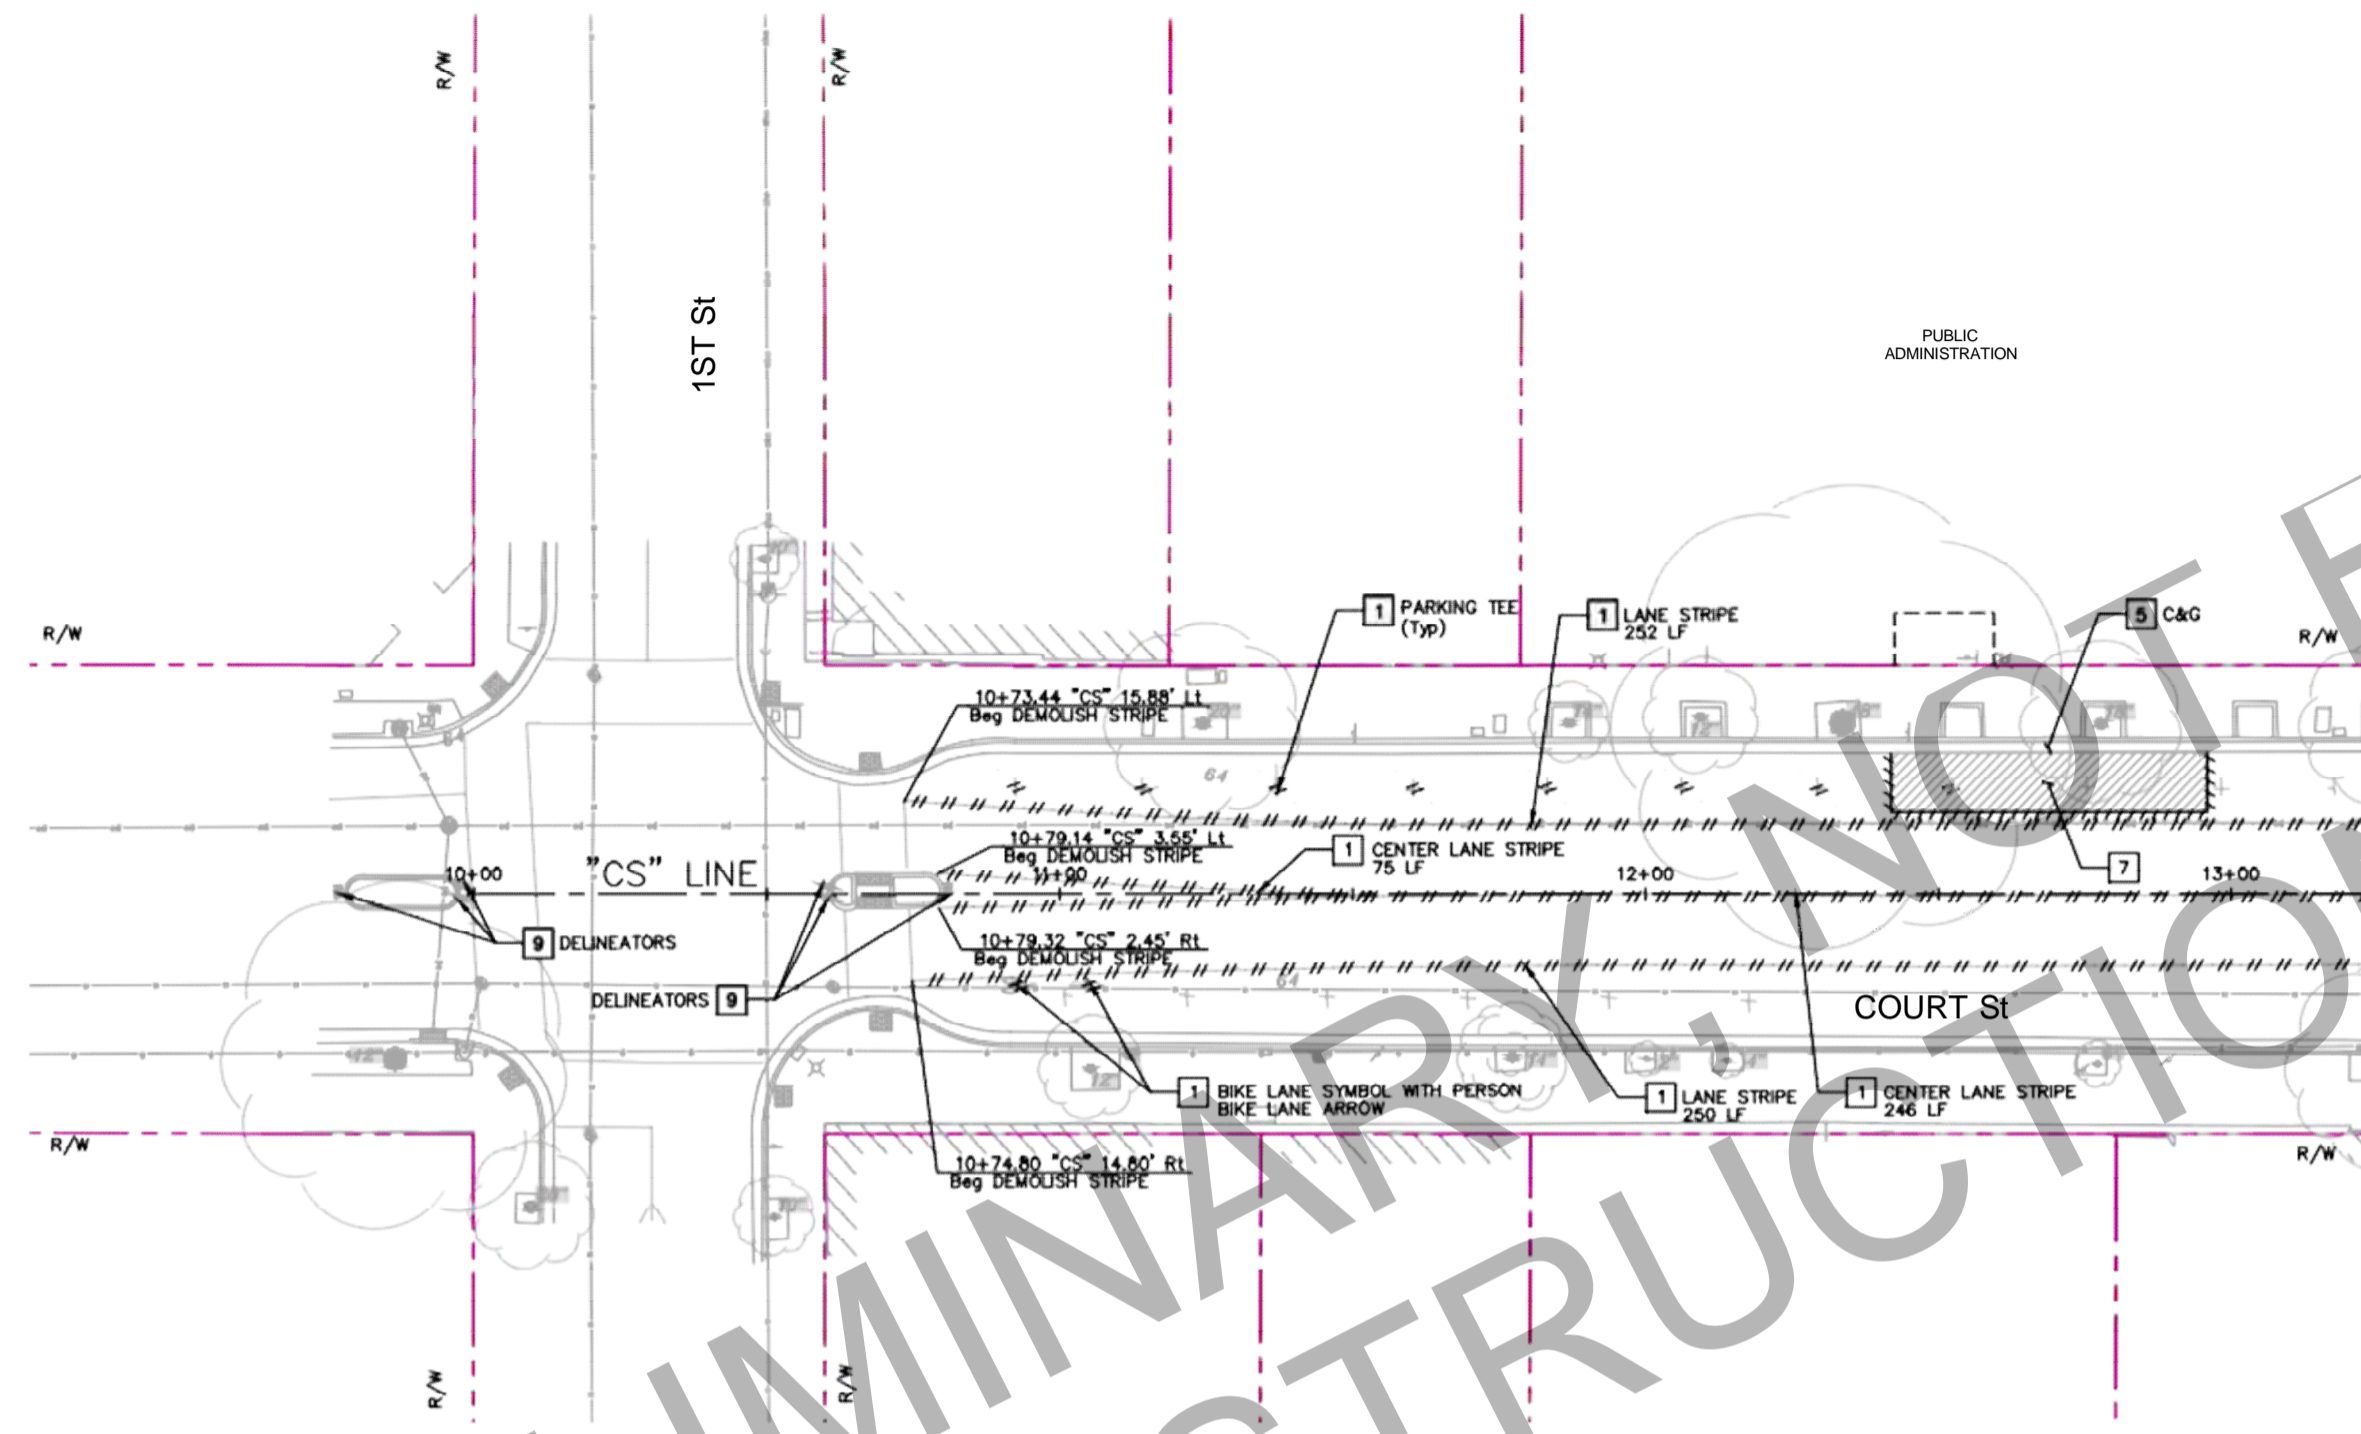 R/W
R/W
1ST St
PUBLIC
ADMINISTRATION
R/W
1 PARKING TEE
(Typ)
1 LANE STRIPE
252 LF
5 C&G
R/W
10+73.44 "CS" 15.88' Lt
Beg DEMOLISH STRIPE
64
10+79.14 "CS" 3.55' Lt
Beg DEMOLISH STRIPE
1 CENTER LANE STRIPE
75 LF
7
10+00
"CS" LINE
11+00
12+00
13+00
9 DELINEATORS
10+79.32 "CS" 2.45' Rt
Beg DEMOLISH STRIPE
DELINEATORS 9
64
COURT St
12"
12"
1 BIKE LANE SYMBOL WITH PERSON
BIKE LANE ARROW
1 LANE STRIPE
250 LF
1 CENTER LANE STRIPE
246 LF
R/W
R/W
10+74.80 "CS" 14.80' Rt
Beg DEMOLISH STRIPE
R/W
R/W
NOT